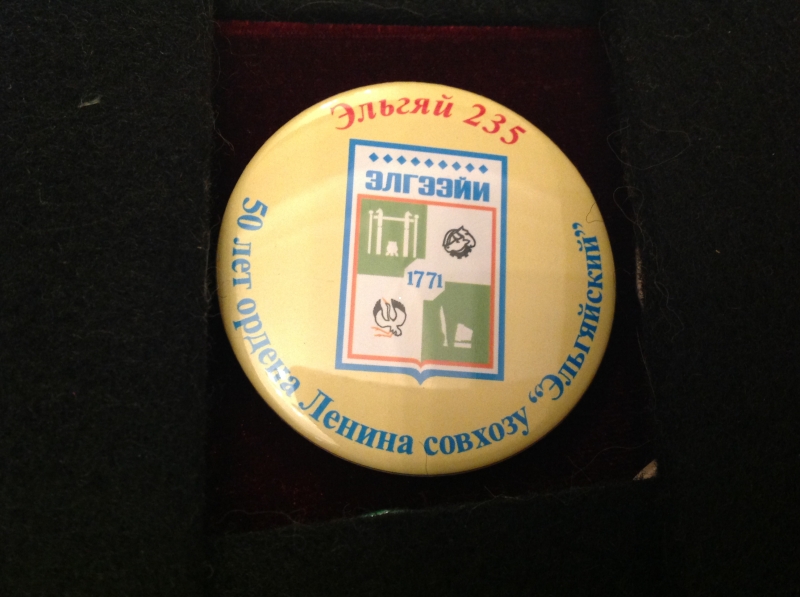 Эльгяй 235
ЭЛГЭЭЙИ
1771
50 лет ордена Ленина совхозу “Эльгяйский”